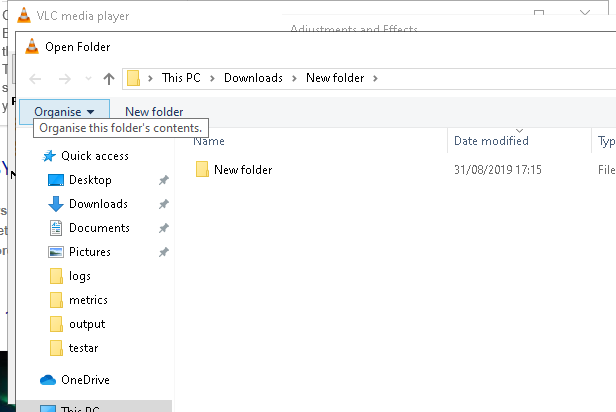 VLC media player
Adjustments and Effects
Open Folder
This PC > Downloads > New folder >
Organise New folder
Organise this folder's contents.
Name Date modified Typ
Quick access
New folder 31/08/2019 17:15 File
Desktop
Downloads
Documents
Pictures
logs
metrics
output
testar
OneDrive
This PC